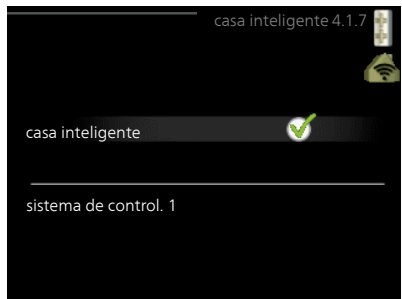 casa inteligente 4.1.7
casa inteligente
sistema de control. 1